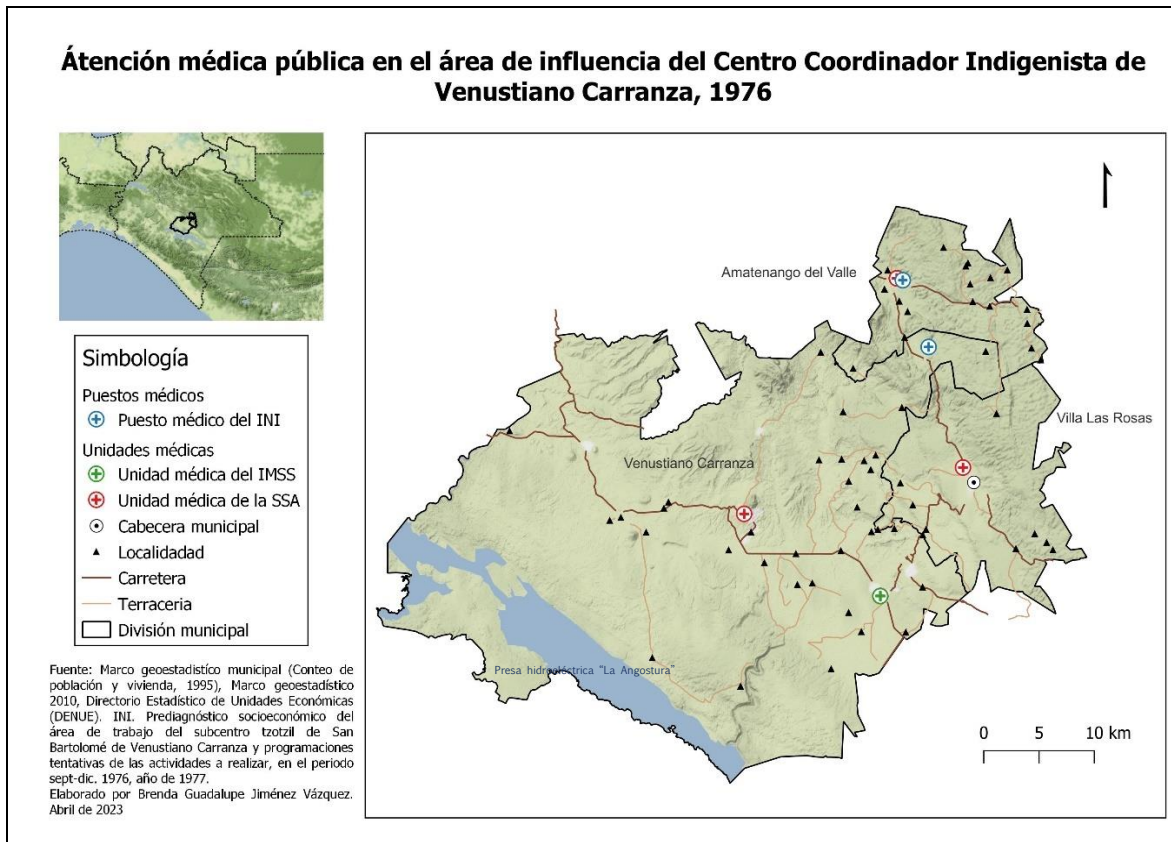 Átención médica pública en el área de influencia del Centro Coordinador Indigenista de
Venustiano Carranza, 1976
Simbología
Puestos médicos
Puesto médico del INI
Unidades médicas
Unidad médica del IMSS
Unidad médica de la SSA
Cabecera municipal
Localidadad
Carretera
Terraceria
División municipal
Fuente: Marco geoestadistíco municipal (Conteo de
población y vivienda, 1995), Marco geoestadístico
2010, Directorio Estadístico de Unidades Económicas
(DENUE). INI. Prediagnóstico socioeconómico del
área de trabajo del subcentro tzotzil de San
Bartolomé de Venustiano Carranza y programaciones
tentativas de las actividades a realizar, en el periodo
sept-dic. 1976, año de 1977.
Elaborado por Brenda Guadalupe Jiménez Vázquez.
Abril de 2023
Amatenango del Valle
Villa Las Rosas
Venustiano Carranza
Presa hidroeléctrica "La Angostura"
0 5 10 km